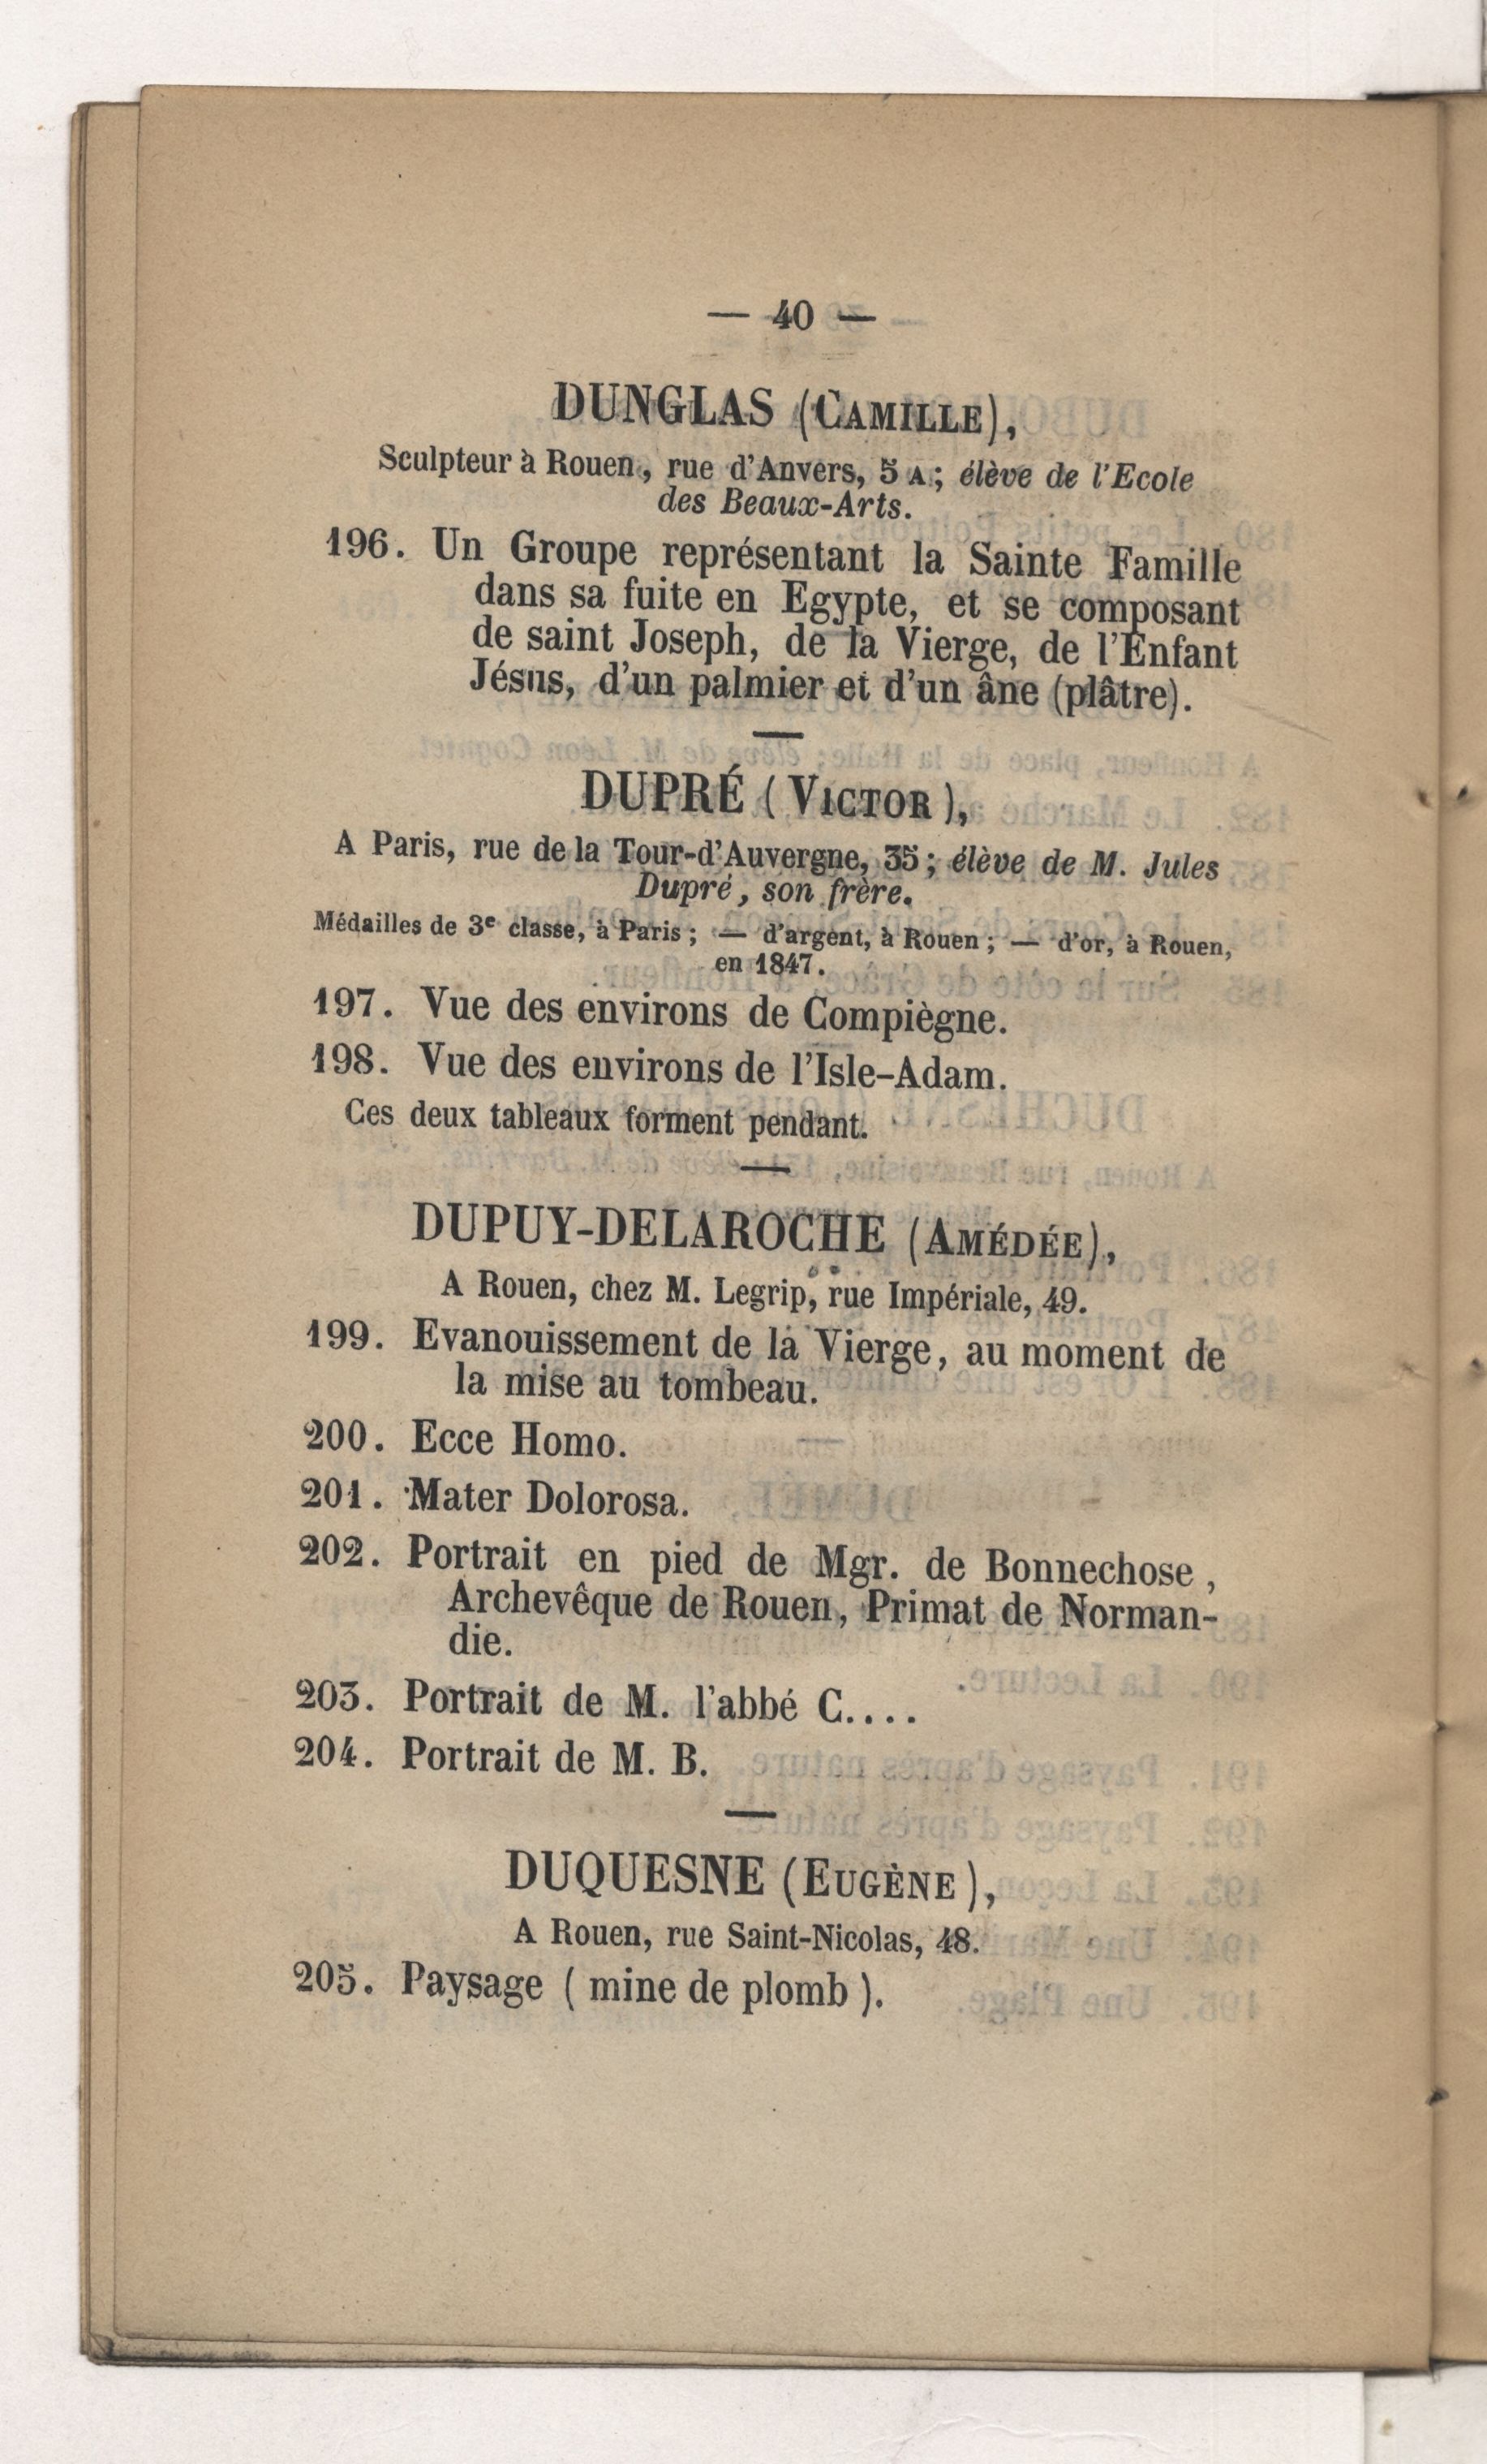 — 40 —
DUNGLAS (CAMILLE),
Sculpteur à Rouen, rue d'Anvers, 5 A; élève de l'Ecole
des Beaux-Arts.
196. Un Groupe représentant la Sainte Famille
dans sa fuite en Egypte, et se composant
de saint Joseph, de la Vierge, de l'Enfant
Jésus, d'un palmier et d'un âne (plâtre).
DUPRÉ (VICTOR),
A Paris, rue de la Tour-d'Auvergne, 35; élève de M. Jules
Dupré, son frère.
Médailles de 3e classe, à Paris; — d'argent, à Rouen; — d'or, à Rouen,
en 1847.
197. Vue des environs de Compiègne.
198. Vue des environs de l'Isle-Adam.
Ces deux tableaux forment pendant.
DUPUY-DELAROCHE (AMÉDÉE),
A Rouen, chez M. Legrip, rue Impériale, 49.
199. Evanouissement de la Vierge, au moment de
la mise au tombeau.
200. Ecce Homo.
201. Mater Dolorosa.
202. Portrait en pied de Mgr. de Bonnechose,
Archevêque de Rouen, Primat de Norman-
die.
203. Portrait de M. l'abbé C....
204. Portrait de M. B.
DUQUESNE (EUGÈNE),
A Rouen, rue Saint-Nicolas, 48.
205. Paysage (mine de plomb).